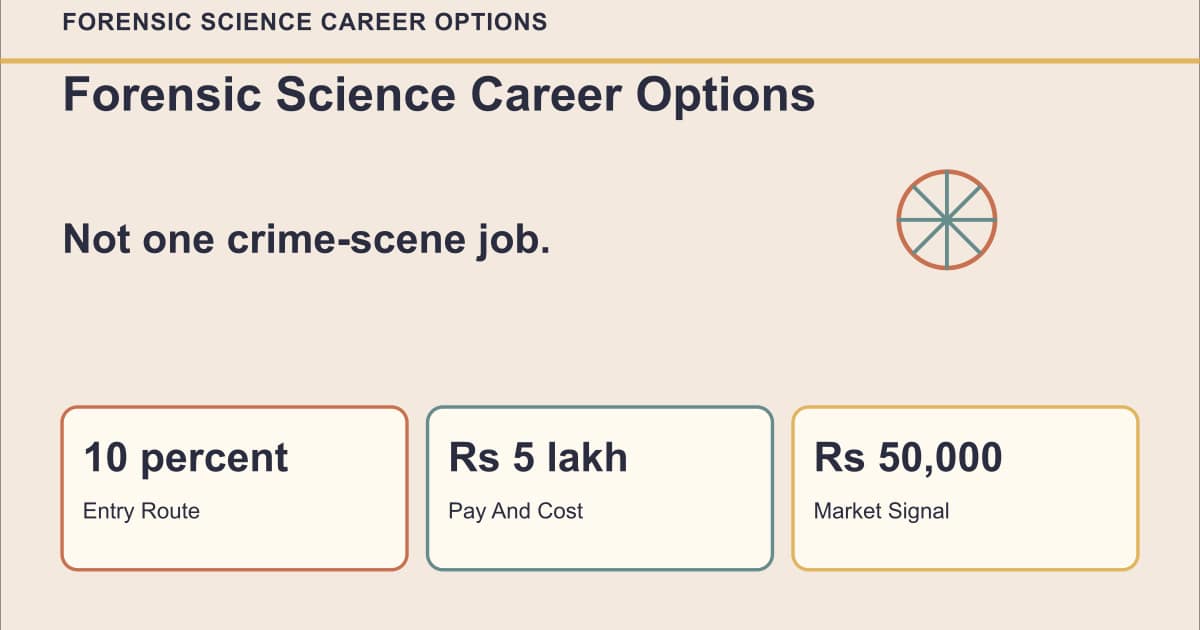 FORENSIC SCIENCE CAREER OPTIONS
Forensic Science Career Options
Not one crime-scene job.
10 percent
Entry Route
Rs 5 lakh
Pay And Cost
Rs 50,000
Market Signal